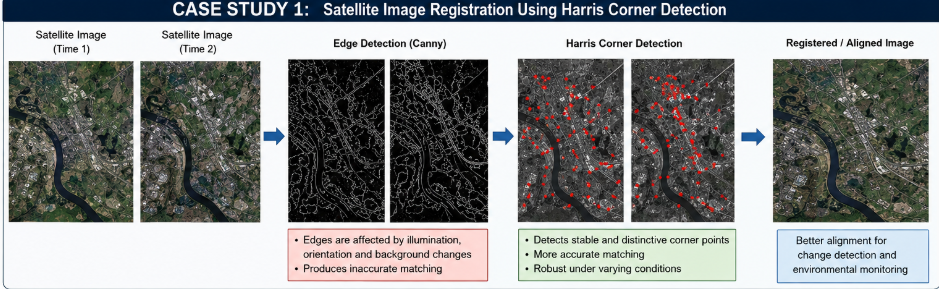 CASE STUDY 1: Satellite Image Registration Using Harris Corner Detection
Satellite Image
(Time 1)
Satellite Image
(Time 2)
Edge Detection (Canny)
Harris Corner Detection
Registered / Aligned Image
• Edges are affected by illumination,
orientation and background changes
• Produces inaccurate matching
• Detects stable and distinctive corner points
• More accurate matching
• Robust under varying conditions
Better alignment for
change detection and
environmental monitoring